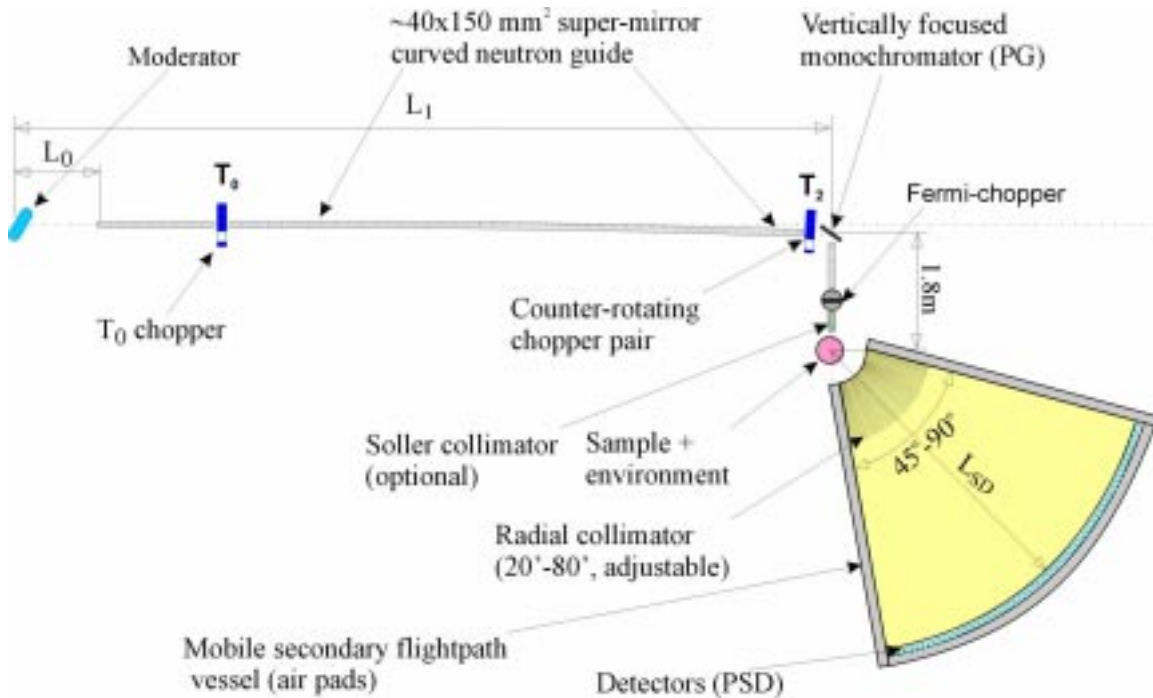 ~40x150 mm² super-mirror
curved neutron guide
Vertically focused
monochromator (PG)
Moderator
L₁
L₀
T₀
T₂
Fermi-chopper
1.8m
T₀ chopper
Counter-rotating
chopper pair
Soller collimator
(optional)
Sample +
environment
45°-90°
L_SD
Radial collimator
(20'-80', adjustable)
Mobile secondary flightpath
vessel (air pads)
Detectors (PSD)